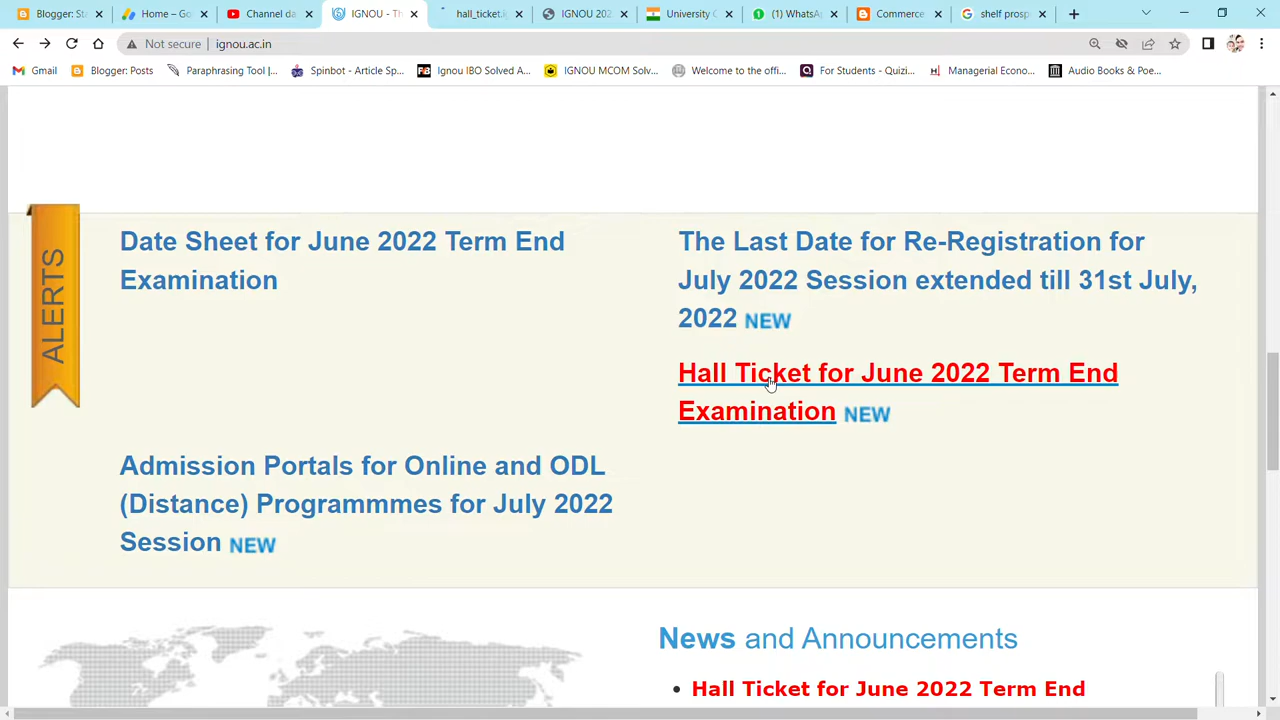 Blogger: Sta
Home – Go
Channel da
IGNOU - Th
hall_ticket.ig
IGNOU 202
University G
(1) WhatsA
Commerce
shelf prosp
Not secure
ignou.ac.in
Gmail
Blogger: Posts
Paraphrasing Tool |...
Spinbot - Article Sp...
Ignou IBO Solved A...
IGNOU MCOM Solv...
Welcome to the offi...
For Students - Quizi...
Managerial Econo...
Audio Books & Poe...
ALERTS
Date Sheet for June 2022 Term End
Examination
The Last Date for Re-Registration for
July 2022 Session extended till 31st July,
2022 NEW
Hall Ticket for June 2022 Term End
Examination NEW
Admission Portals for Online and ODL
(Distance) Programmmes for July 2022
Session NEW
News and Announcements
Hall Ticket for June 2022 Term End